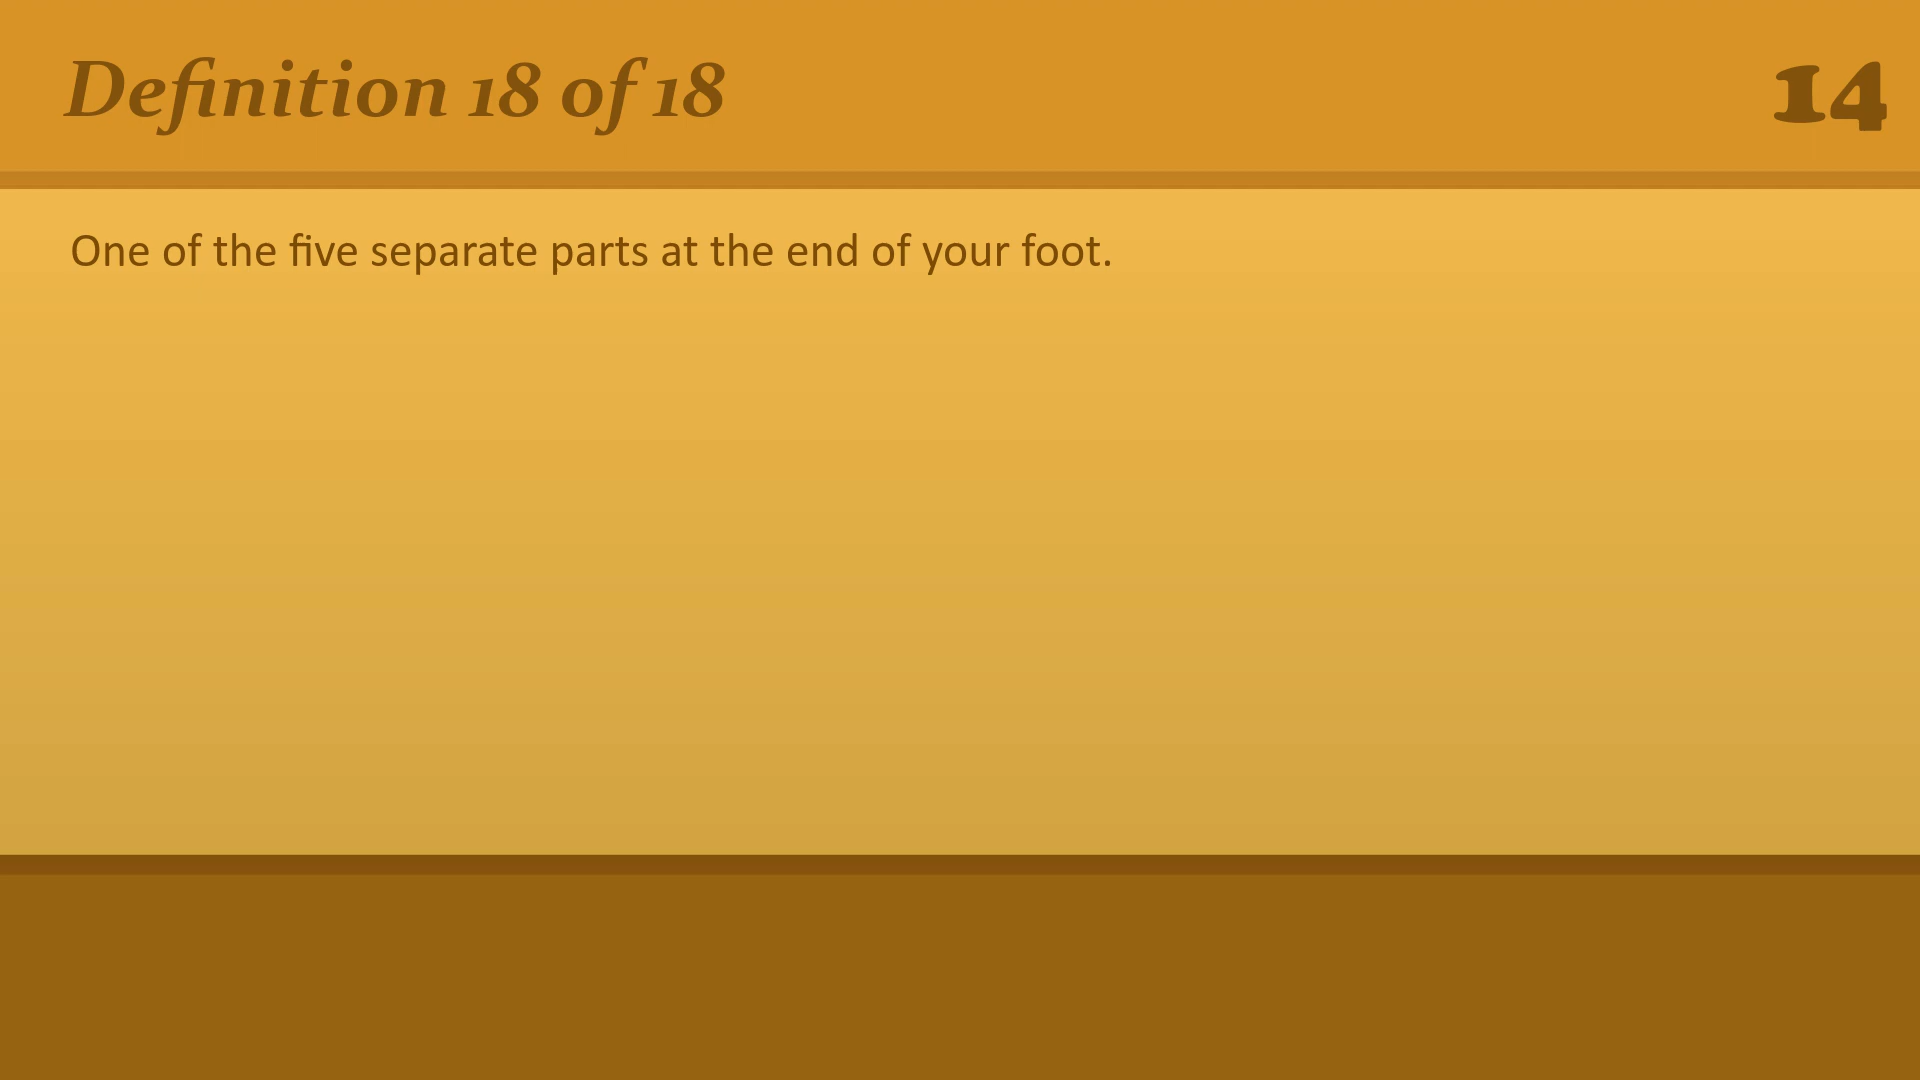 Definition 18 of 18
14
One of the five separate parts at the end of your foot.